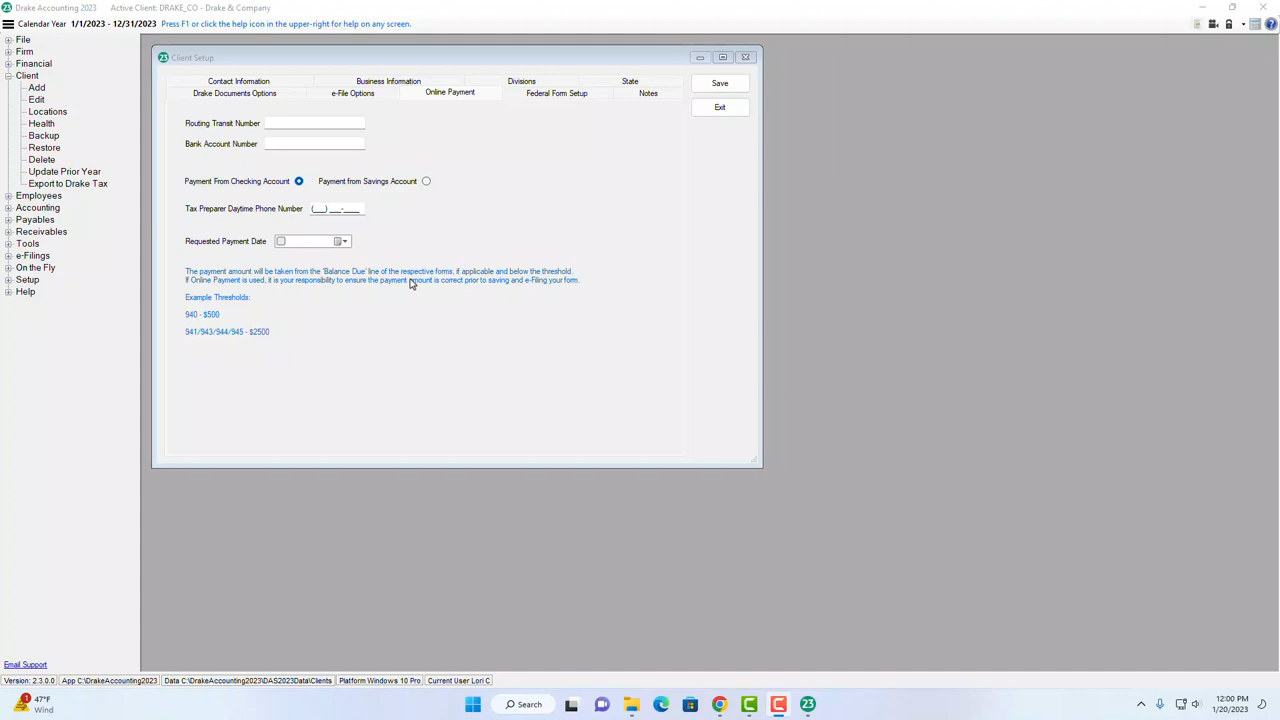 Drake Accounting 2023 Active Client: DRAKE_CO - Drake & Company
Calendar Year 1/1/2023 - 12/31/2023 Press F1 or click the help icon in the upper-right for help on any screen.
File
Firm
Financial
Client
Add
Edit
Locations
Health
Backup
Restore
Delete
Update Prior Year
Export to Drake Tax
Employees
Accounting
Payables
Receivables
Tools
e-Filings
On the Fly
Setup
Help
Email Support
23 Client Setup
Contact Information Business Information Divisions State
Drake Documents Options e-File Options Online Payment Federal Form Setup Notes
Save
Exit
Routing Transit Number
Bank Account Number
Payment From Checking Account Payment from Savings Account
Tax Preparer Daytime Phone Number (___) ___-____
Requested Payment Date
The payment amount will be taken from the 'Balance Due' line of the respective forms, if applicable and below the threshold.
If Online Payment is used, it is your responsibility to ensure the payment amount is correct prior to saving and e-Filing your form.
Example Thresholds:
940 - $500
941/943/944/945 - $2500
Version: 2.3.0.0 App C:\DrakeAccounting2023 Data C:\DrakeAccounting2023\DAS2023Data\Clients Platform Windows 10 Pro Current User Lori C
47°F
Wind
Search
23
12:00 PM
1/20/2023